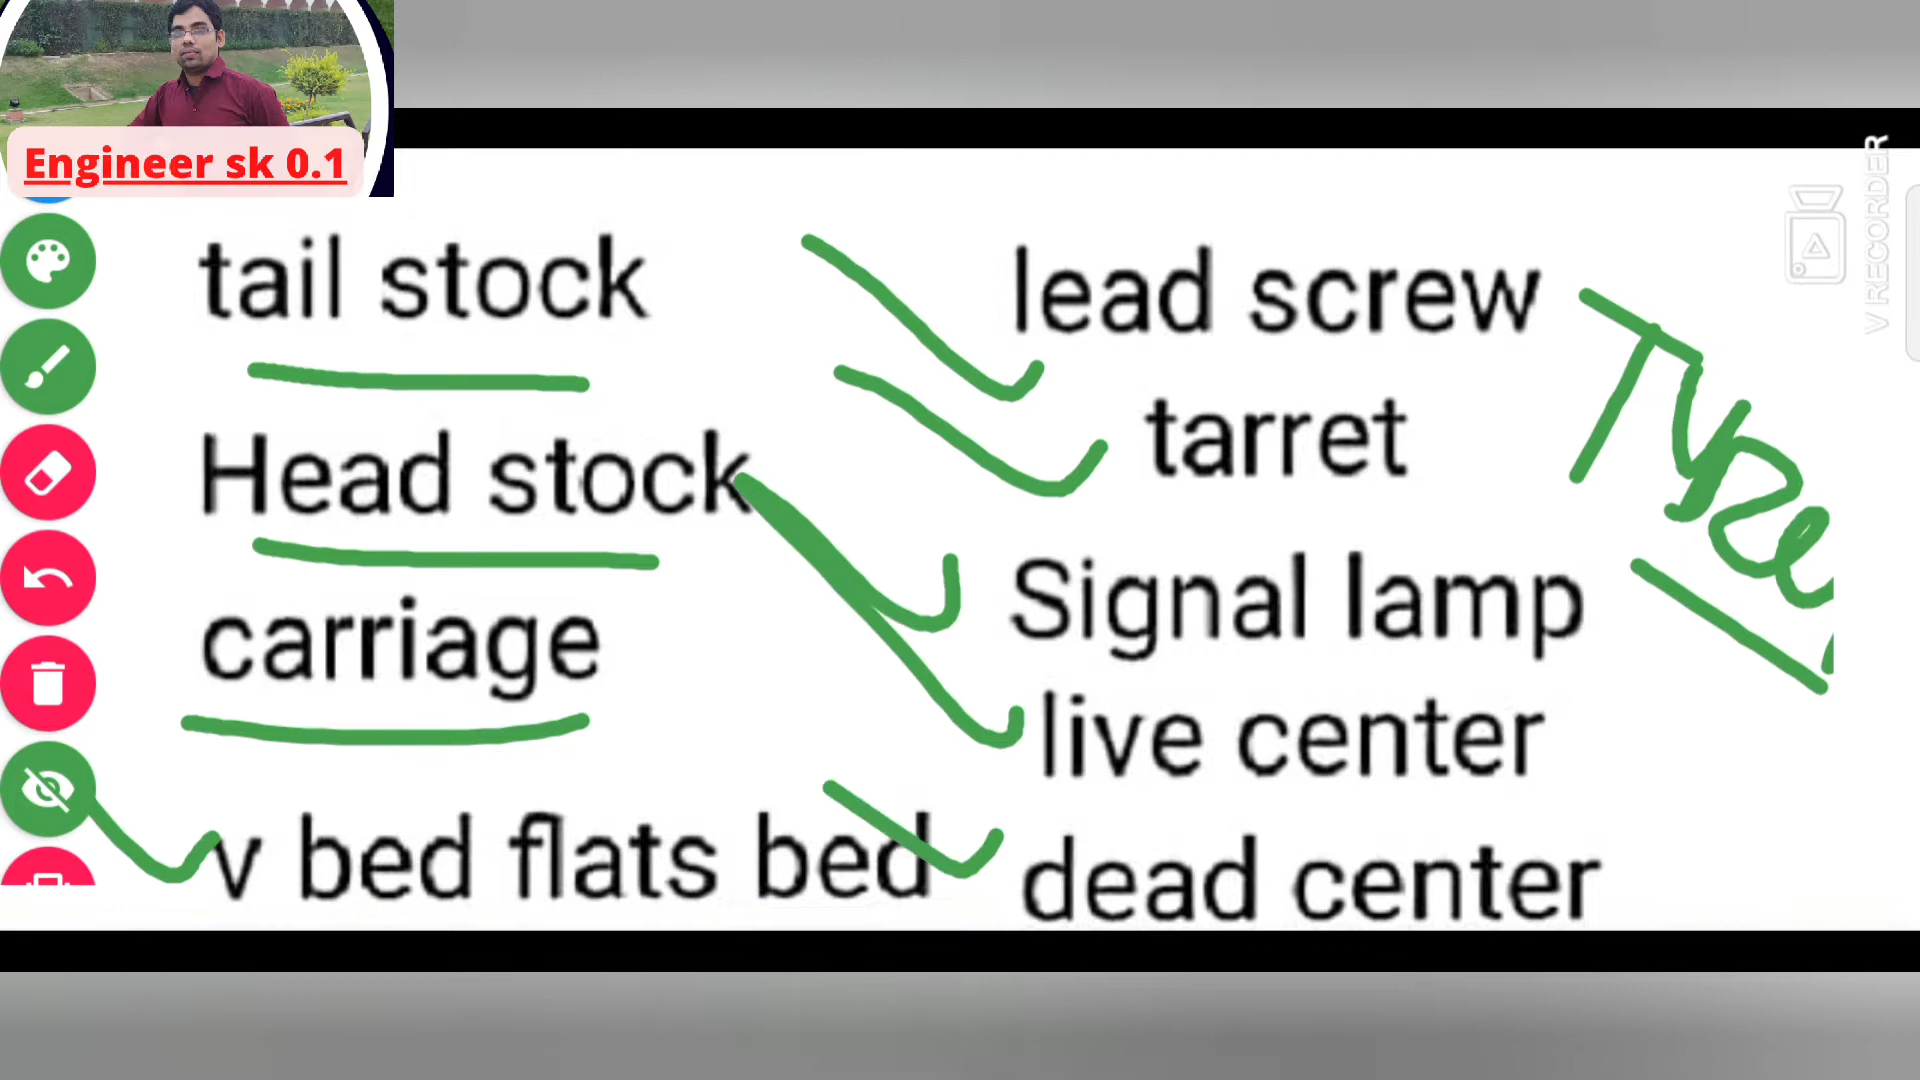 Engineer sk 0.1
V RECORDER
tail stock
Head stock
carriage
v bed flats bed
lead screw
tarret
Signal lamp
live center
dead center